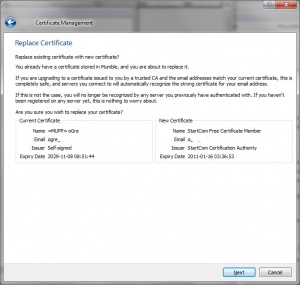 Certificate Management
Replace Certificate
Replace existing certificate with new certificate?
You already have a certificate stored in Mumble, and you are about to replace it.
If you are upgrading to a certificate issued to you by a trusted CA and the email addresses match your current certificate, this is
completely safe, and servers you connect to will automatically recognize the strong certificate for your email address.
If this is not the case, you will no longer be recognized by any server you previously have authenticated with. If you haven't
been registered on any server yet, this is nothing to worry about.
Are you sure you wish to replace your certificate?
Current Certificate
Name =MUPP= oGre
Email ogre_
Issuer Self-signed
Expiry Date 2029-11-08 08:51:44
New Certificate
Name StartCom Free Certificate Member
Email o_
Issuer StartCom Certification Authority
Expiry Date 2011-01-16 03:36:53
Next
Cancel